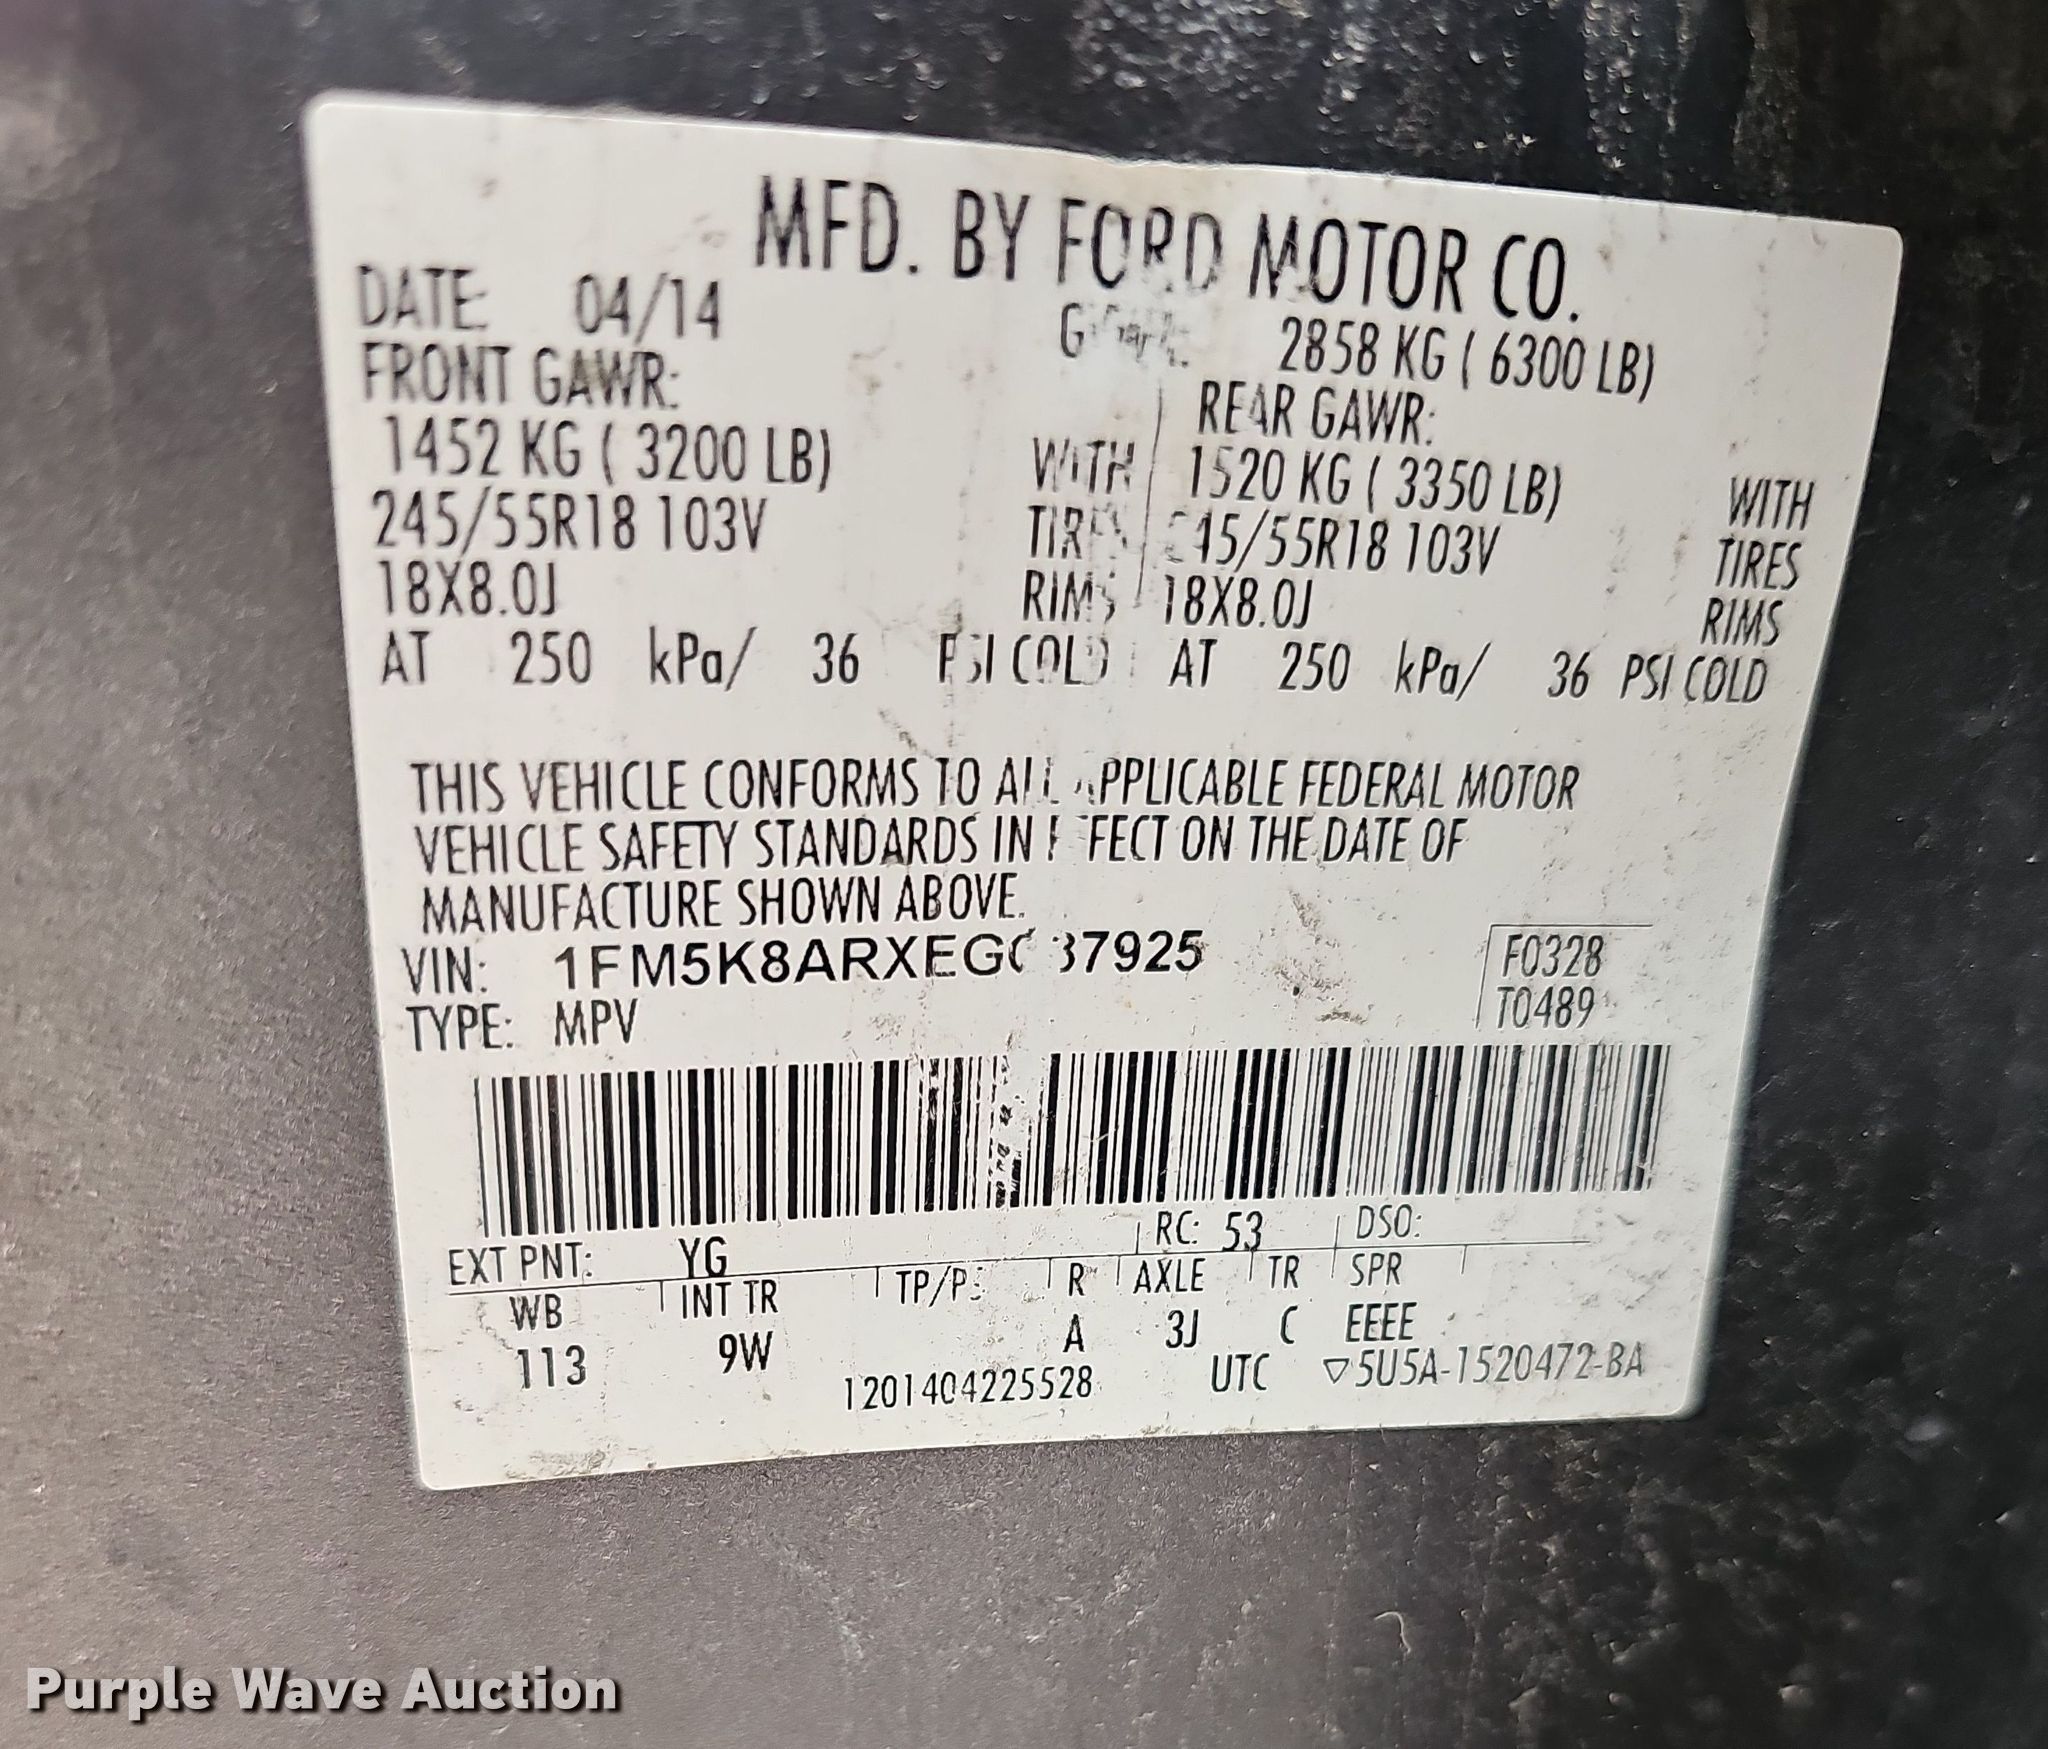 MFD. BY FORD MOTOR CO.
DATE: 04/14 2858 KG ( 6300 LB)
FRONT GAWR: REAR GAWR:
1452 KG ( 3200 LB) WITH 1520 KG ( 3350 LB) WITH
245/55R18 103V TIRES 245/55R18 103V TIRES
18X8.0J RIMS 18X8.0J RIMS
AT 250 kPa/ 36 PSI COLD AT 250 kPa/ 36 PSI COLD
THIS VEHICLE CONFORMS TO ALL APPLICABLE FEDERAL MOTOR
VEHICLE SAFETY STANDARDS IN EFFECT ON THE DATE OF
MANUFACTURE SHOWN ABOVE.
VIN: F0328
TYPE: MPV T0489
EXT PNT: YG RC: 53 DSO:
WB INT TR R AXLE TR SPR
113 9W A 3J C EEEE
1201404225528 UTC ▽5U5A-1520472-BA
Purple Wave Auction